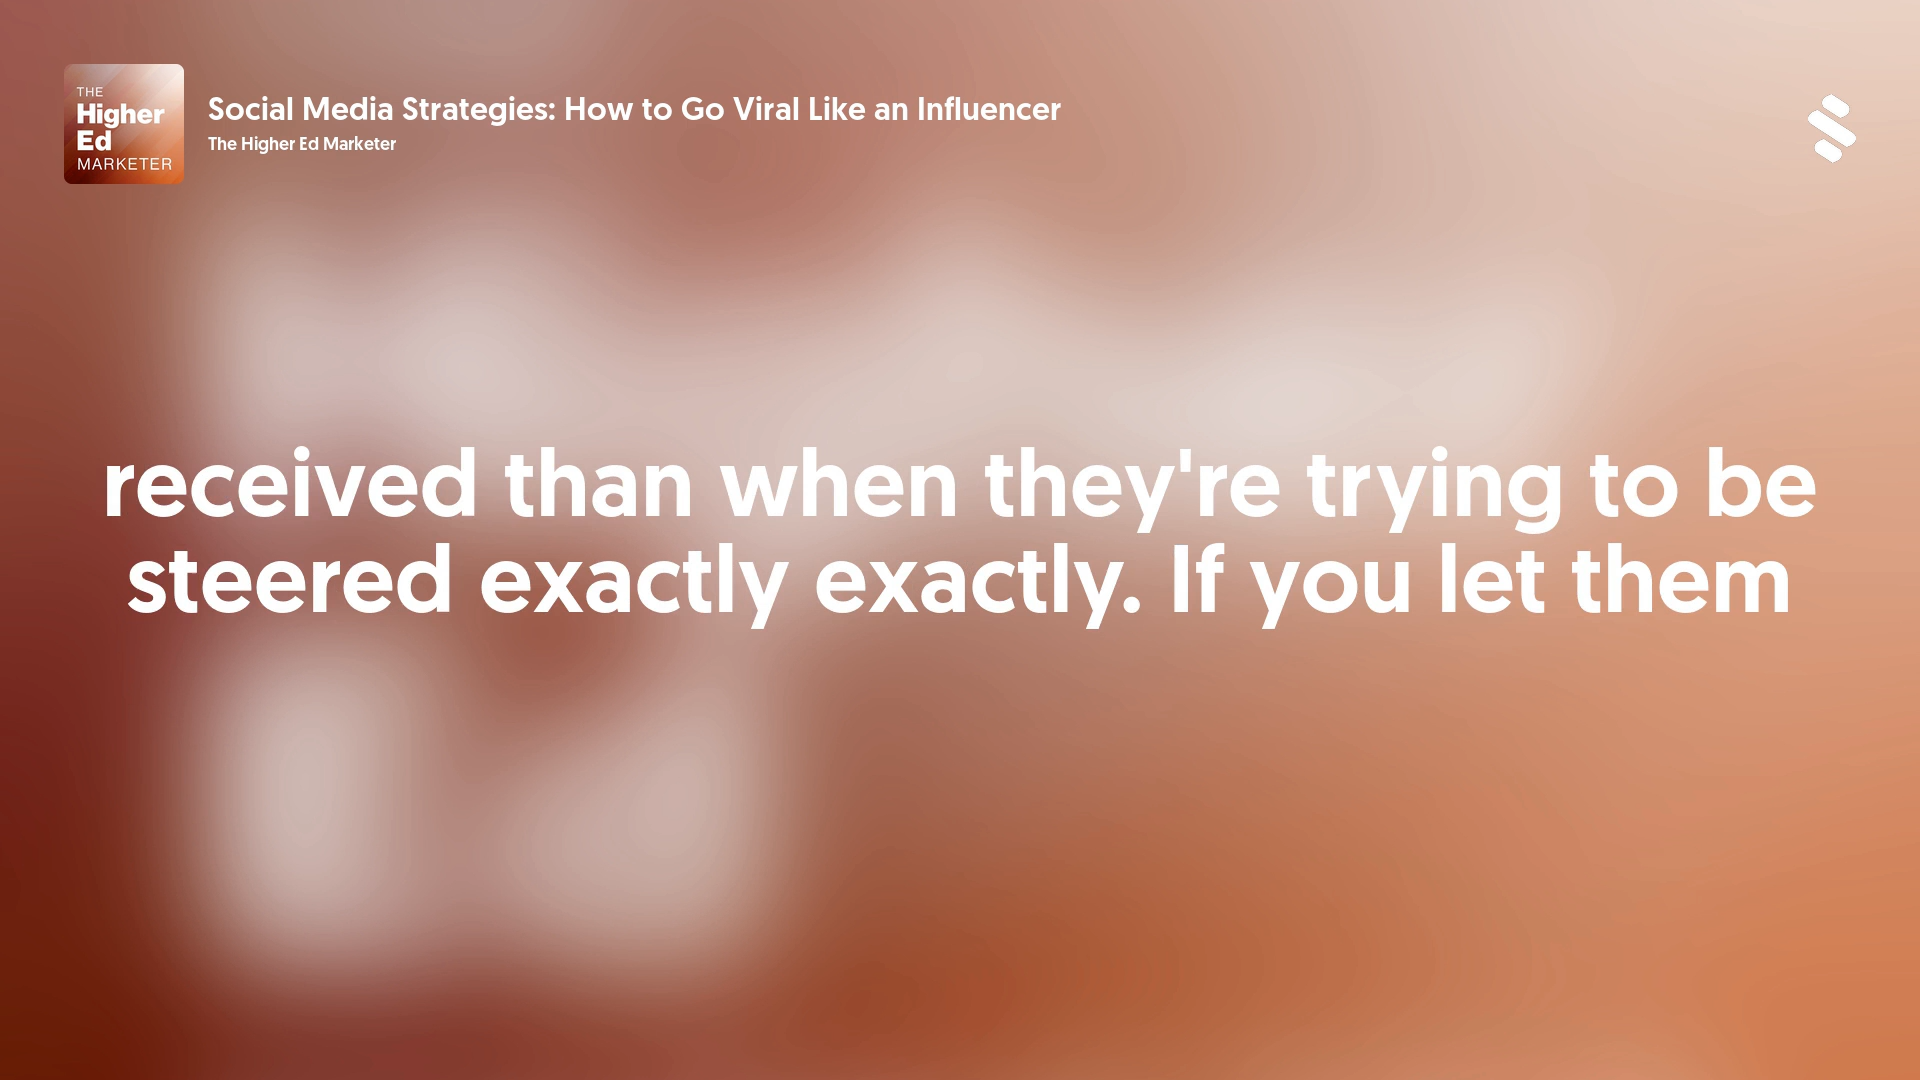 THE
Higher
Ed
MARKETER
Social Media Strategies: How to Go Viral Like an Influencer
The Higher Ed Marketer
received than when they're trying to be
steered exactly exactly. If you let them